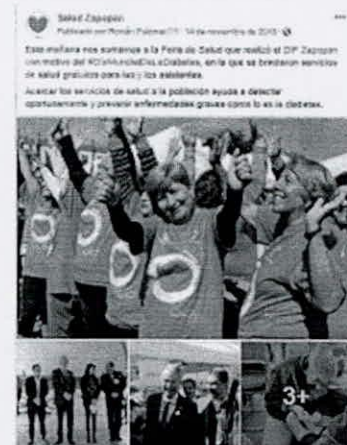 Salud Zapopan
Publicado por Román Palomar · 14 de noviembre de 2019
Esta mañana nos sumamos a la Feria de Salud que realizó el DIF Zapopan
con motivo del #DíaMundialDeLaDiabetes, en la que se brindaron servicios
de salud gratuitos para las y los asistentes.
Acercar los servicios de salud a la población ayuda a detectar
oportunamente y prevenir enfermedades graves como lo es la diabetes.
3+